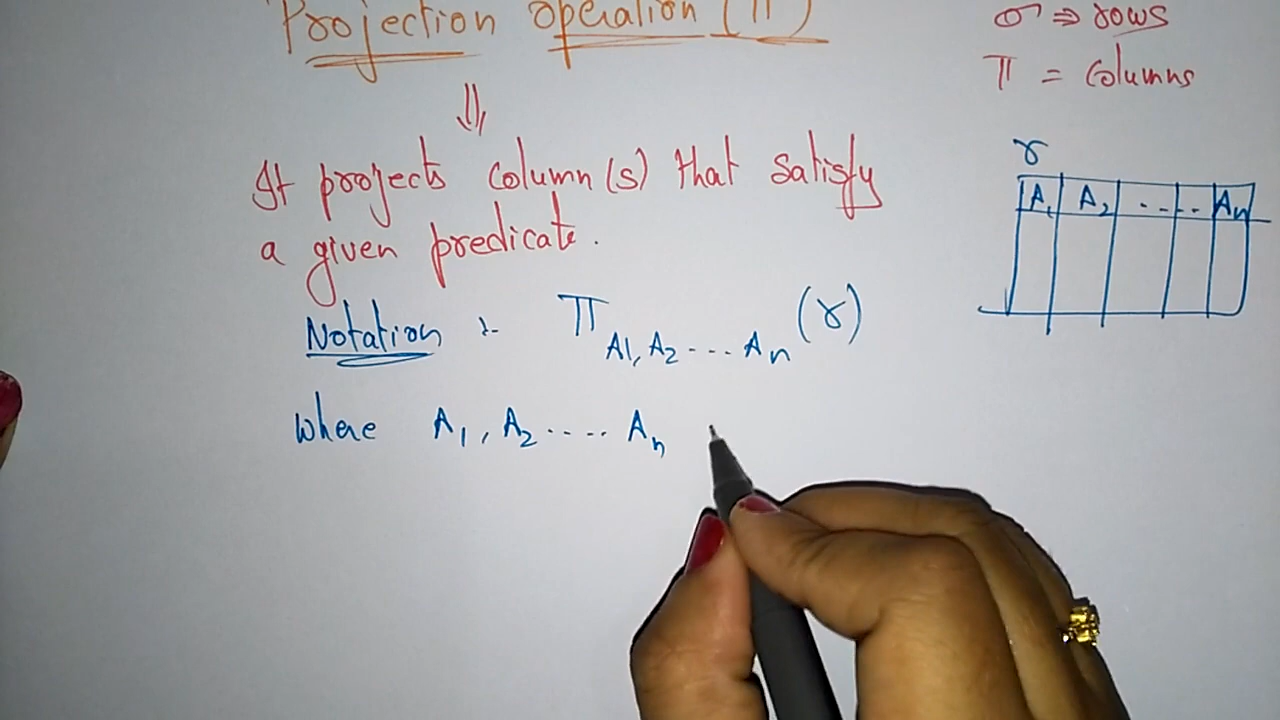 Projection operation (π)
σ ⇒ rows
π = columns
⇓
It projects column(s) that satisfy
a given predicate.
r
A1 A2 ..... An
Notation :- π A1, A2 ... An (r)
where A1, A2 ..... An